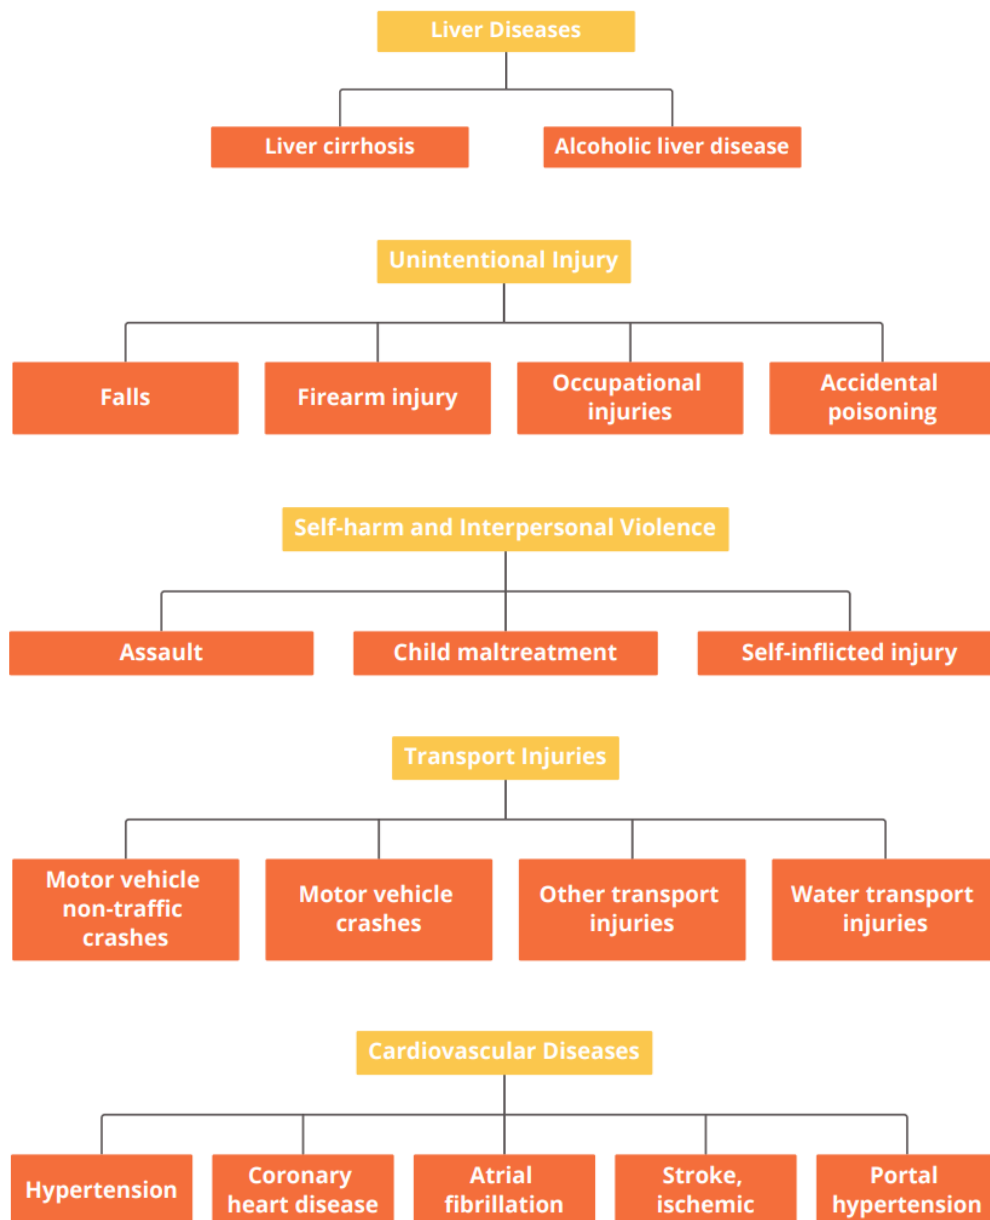 Liver Diseases
Liver cirrhosis
Alcoholic liver disease
Unintentional Injury
Falls
Firearm injury
Occupational
injuries
Accidental
poisoning
Self-harm and Interpersonal Violence
Assault
Child maltreatment
Self-inflicted injury
Transport Injuries
Motor vehicle
non-traffic
crashes
Motor vehicle
crashes
Other transport
injuries
Water transport
injuries
Cardiovascular Diseases
Hypertension
Coronary
heart disease
Atrial
fibrillation
Stroke,
ischemic
Portal
hypertension